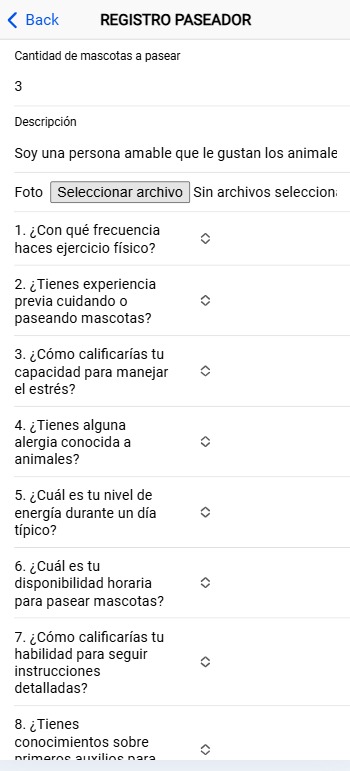 Back
REGISTRO PASEADOR
Cantidad de mascotas a pasear
3
Descripción
Soy una persona amable que le gustan los animale
Foto Seleccionar archivo Sin archivos selecciona
1. ¿Con qué frecuencia
haces ejercicio físico?
2. ¿Tienes experiencia
previa cuidando o
paseando mascotas?
3. ¿Cómo calificarías tu
capacidad para manejar
el estrés?
4. ¿Tienes alguna
alergia conocida a
animales?
5. ¿Cuál es tu nivel de
energía durante un día
típico?
6. ¿Cuál es tu
disponibilidad horaria
para pasear mascotas?
7. ¿Cómo calificarías tu
habilidad para seguir
instrucciones
detalladas?
8. ¿Tienes
conocimientos sobre
primeros auxilios para